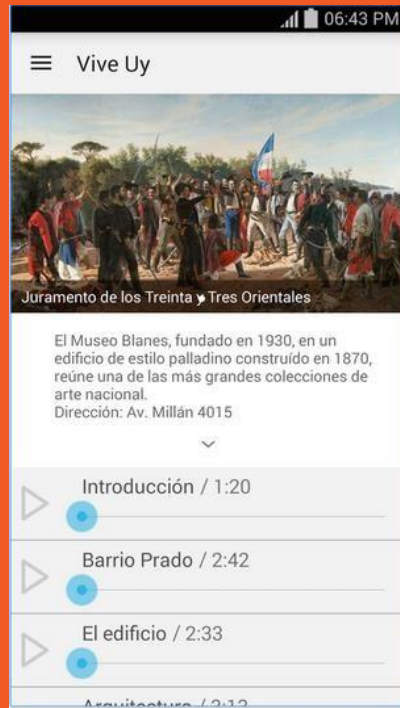 06:43 PM
Vive Uy
Juramento de los Treinta y Tres Orientales
El Museo Blanes, fundado en 1930, en un
edificio de estilo palladino construído en 1870,
reúne una de las más grandes colecciones de
arte nacional.
Dirección: Av. Millán 4015
Introducción / 1:20
Barrio Prado / 2:42
El edificio / 2:33